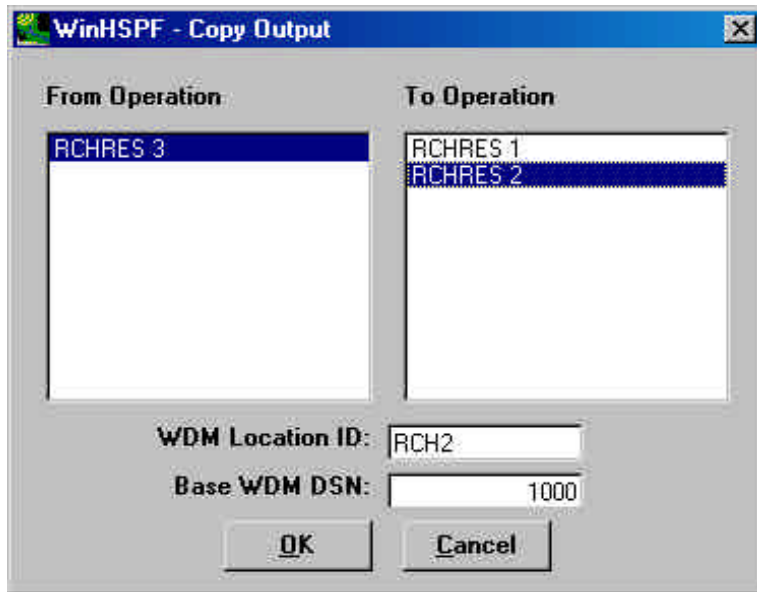 WinHSPF - Copy Output
From Operation
To Operation
RCHRES 3
RCHRES 1
RCHRES 2
WDM Location ID: RCH2
Base WDM DSN: 1000
OK
Cancel